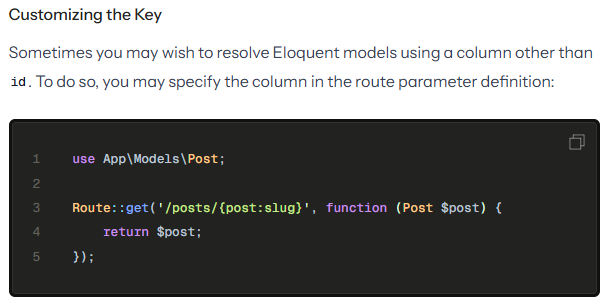 Customizing the Key
Sometimes you may wish to resolve Eloquent models using a column other than
id. To do so, you may specify the column in the route parameter definition:
1 use App\Models\Post;
2
3 Route::get('/posts/{post:slug}', function (Post $post) {
4     return $post;
5 });